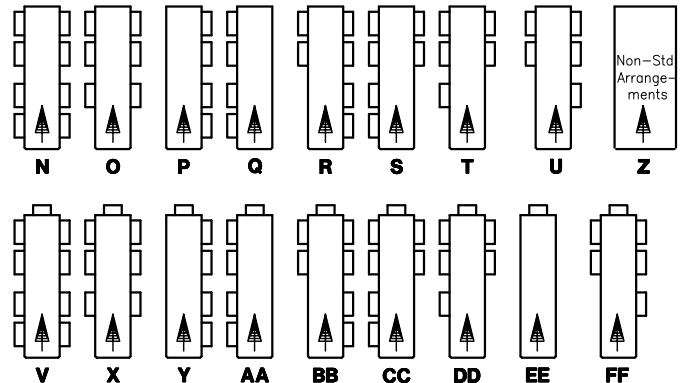 Non-Std
Arrange-
ments
N O P Q R S T U Z
V X Y AA BB CC DD EE FF